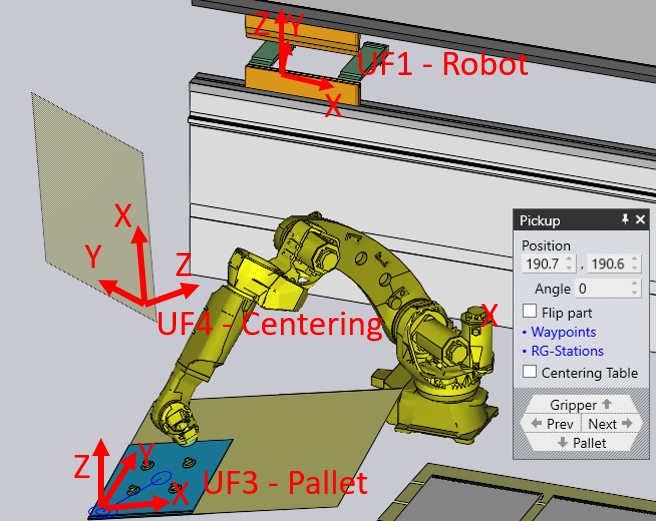 Z Y
UF1 - Robot
X
X
Y
Z
UF4 - Centering
X
Z
Y
X
UF3 - Pallet
Pickup
Position
190.7 , 190.6
Angle 0
Flip part
• Waypoints
• RG-Stations
Centering Table
Gripper
Prev Next
Pallet